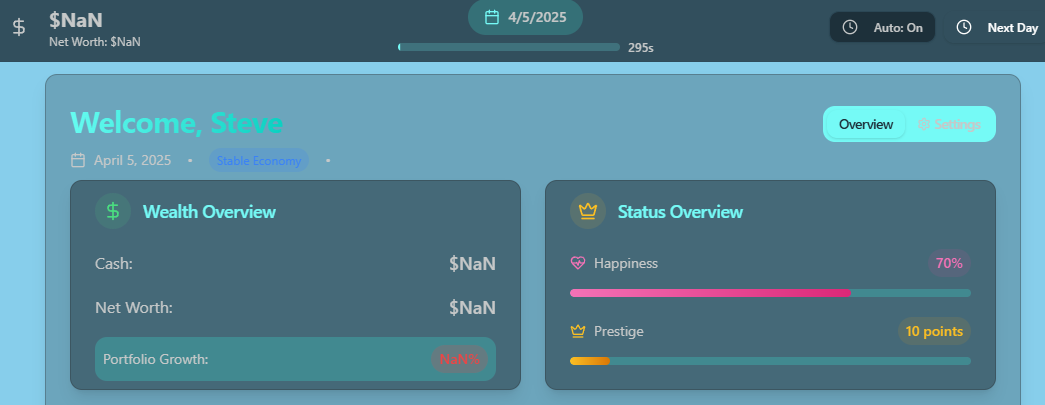 $NaN
Net Worth: $NaN
4/5/2025
295s
Auto: On
Next Day
Welcome, Steve
Overview
Settings
April 5, 2025 • Stable Economy •
Wealth Overview
Cash: $NaN
Net Worth: $NaN
Portfolio Growth: NaN%
Status Overview
Happiness 70%
Prestige 10 points